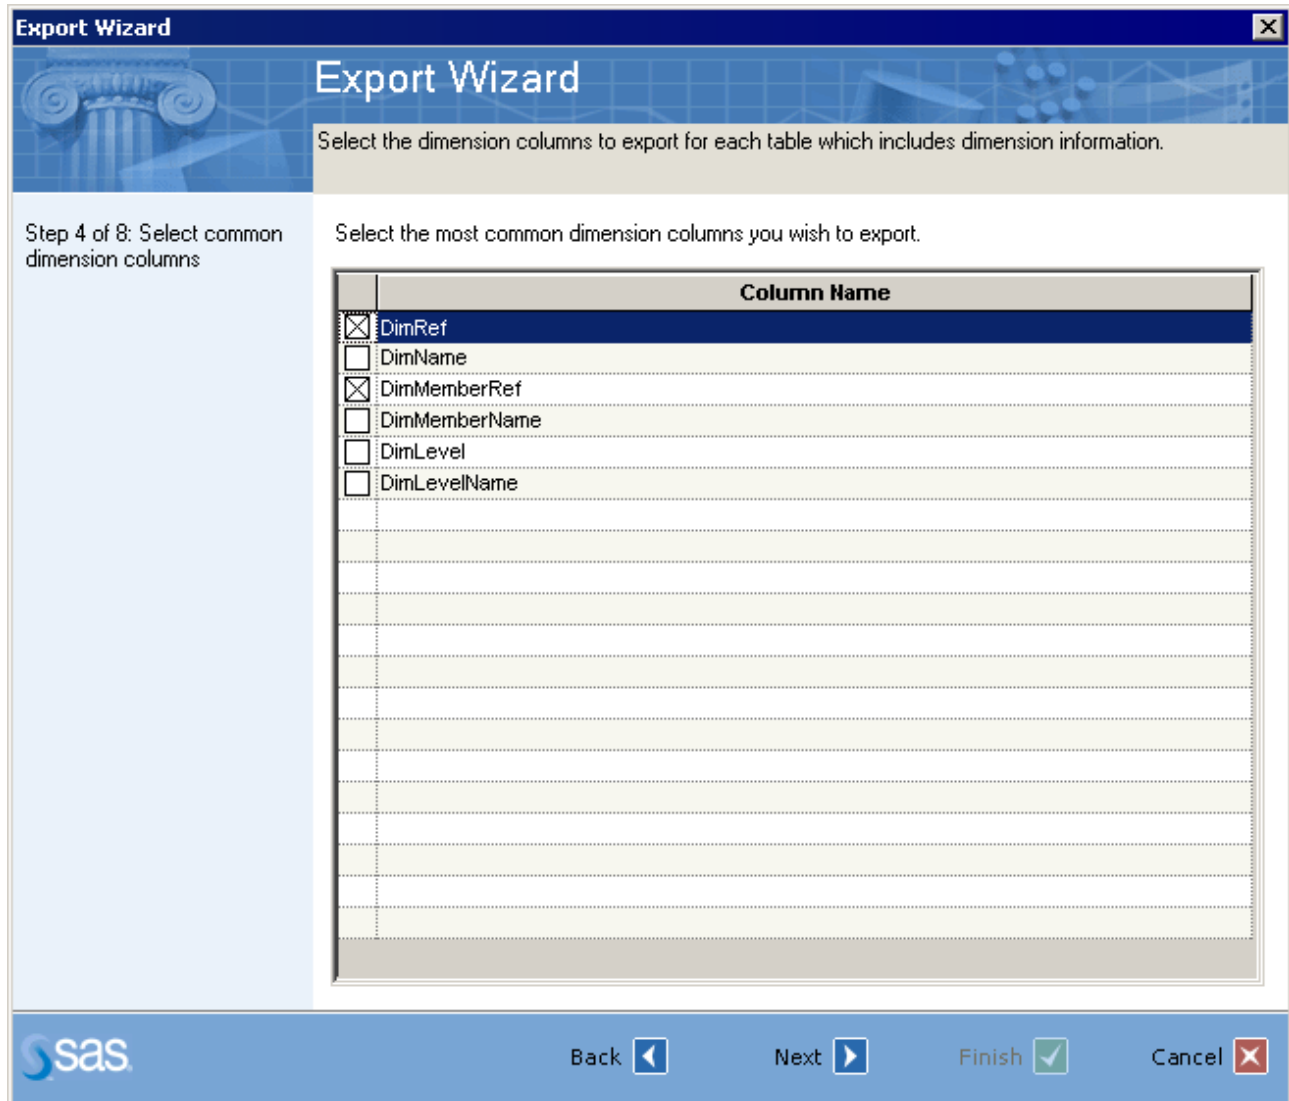 Export Wizard
Export Wizard
Select the dimension columns to export for each table which includes dimension information.
Step 4 of 8: Select common
dimension columns
Select the most common dimension columns you wish to export.
Column Name
DimRef
DimName
DimMemberRef
DimMemberName
DimLevel
DimLevelName
sas.
Back
Next
Finish
Cancel